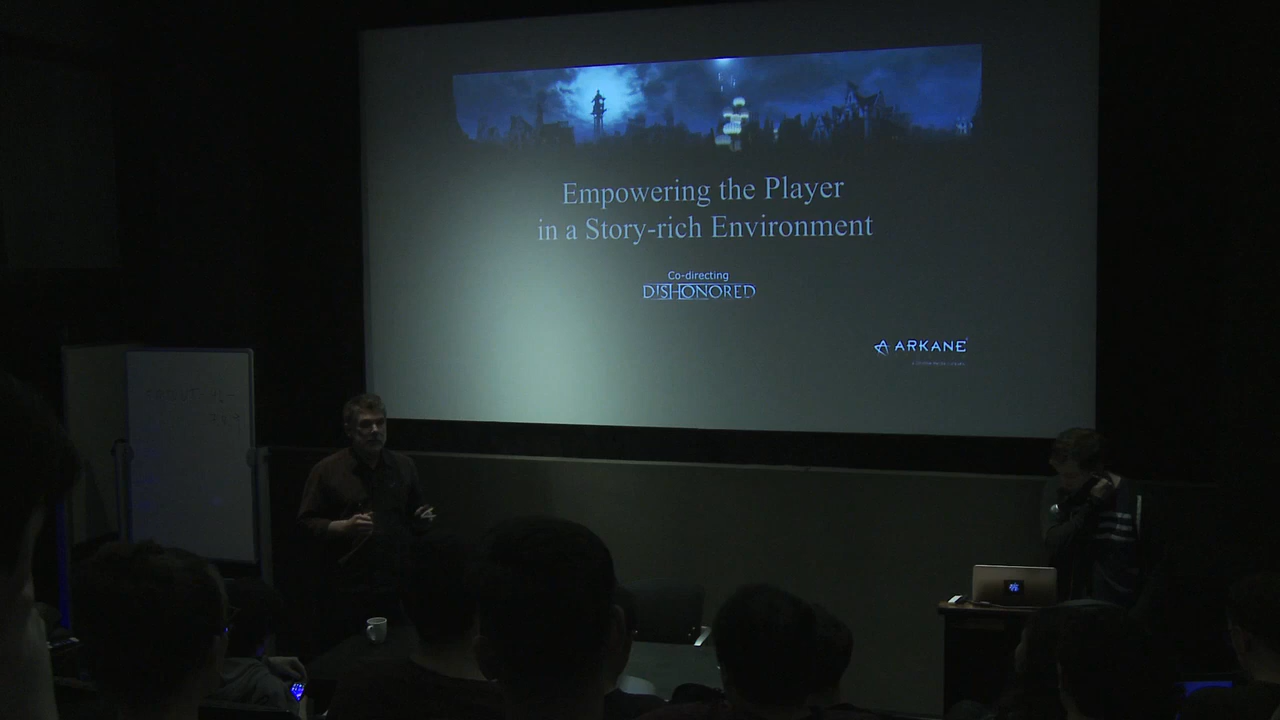 Empowering the Player
in a Story-rich Environment
Co-directing
DISHONORED
ARKANE